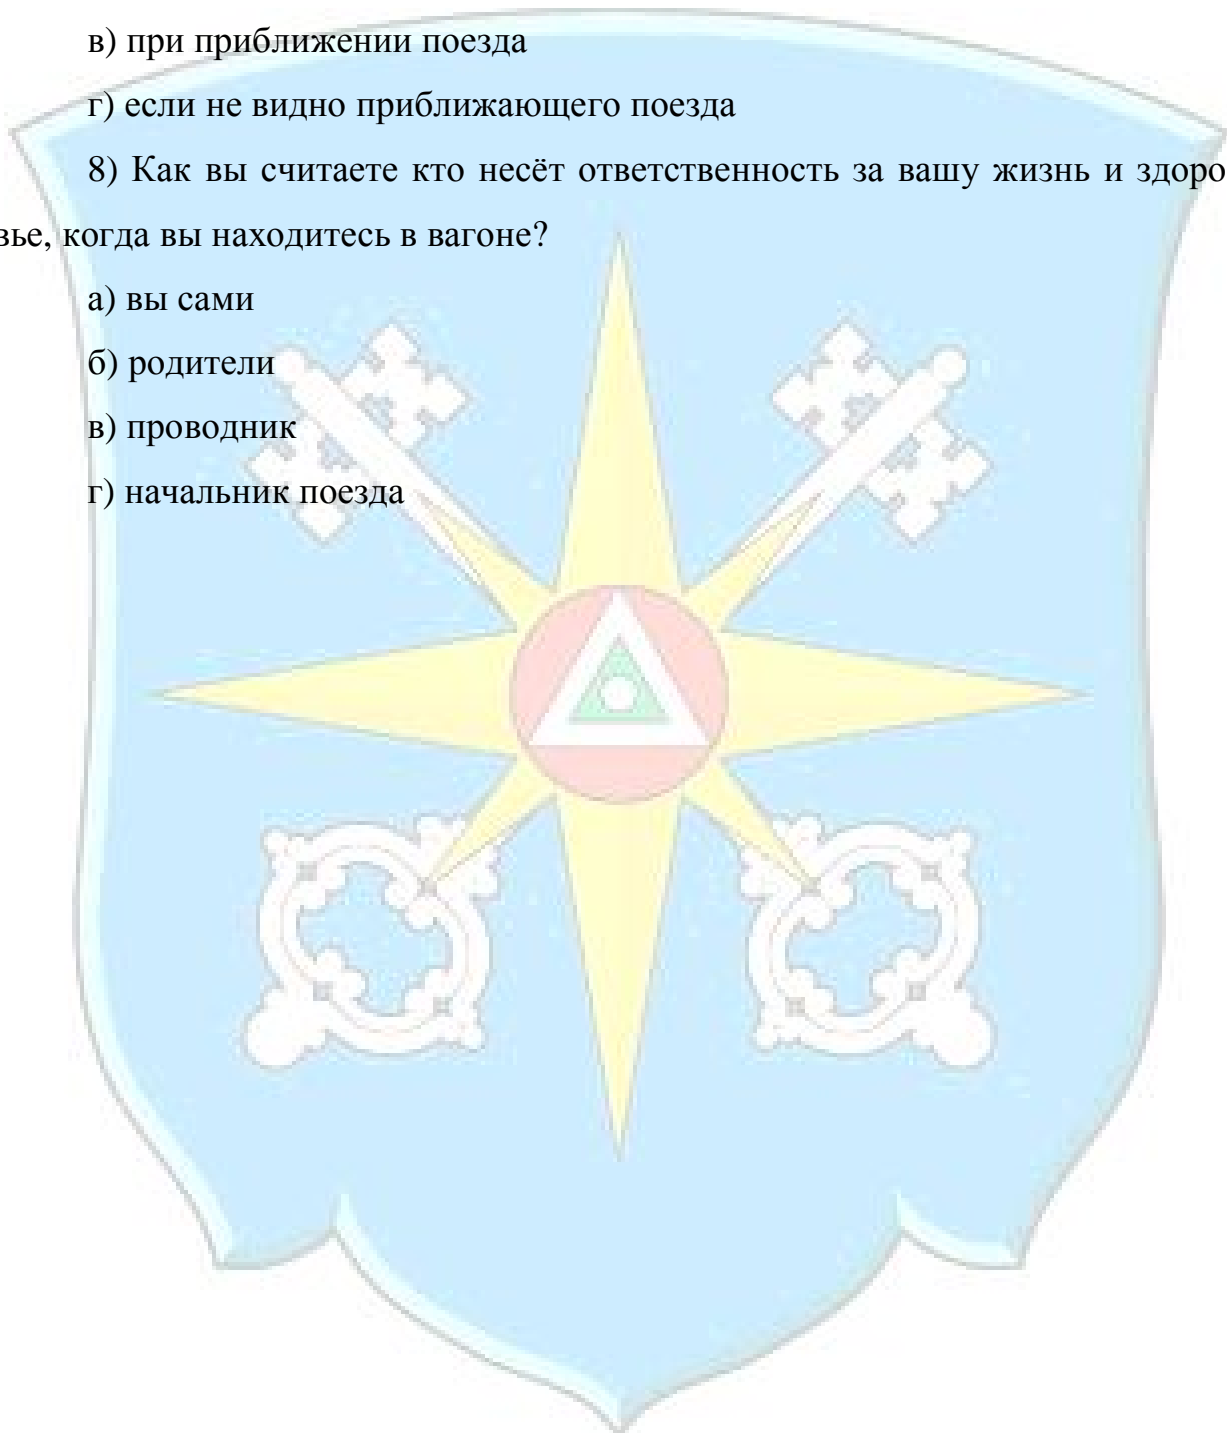 в) при приближении поезда
г) если не видно приближающего поезда
8) Как вы считаете кто несёт ответственность за вашу жизнь и здоро
вье, когда вы находитесь в вагоне?
а) вы сами
б) родители
в) проводник
г) начальник поезда